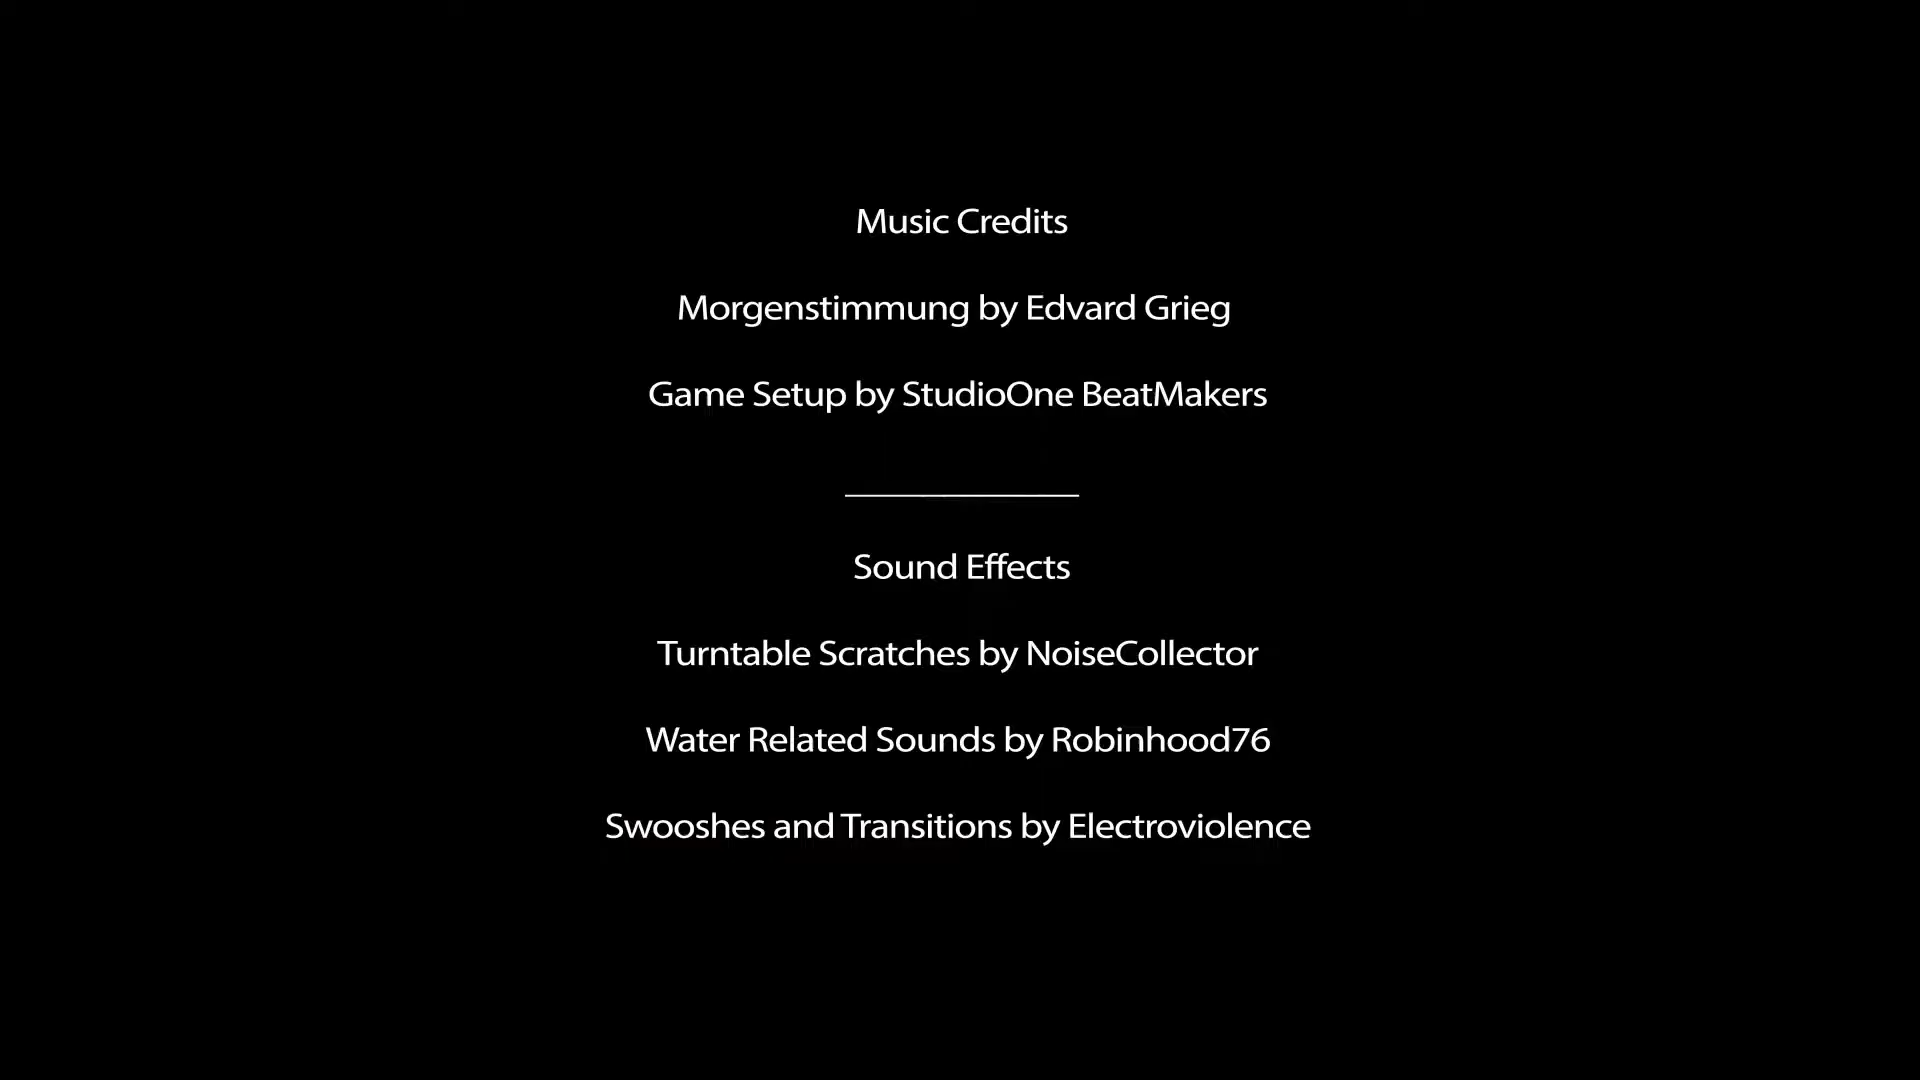 Music Credits
Morgenstimmung by Edvard Grieg
Game Setup by StudioOne BeatMakers
Sound Effects
Turntable Scratches by NoiseCollector
Water Related Sounds by Robinhood76
Swooshes and Transitions by Electroviolence